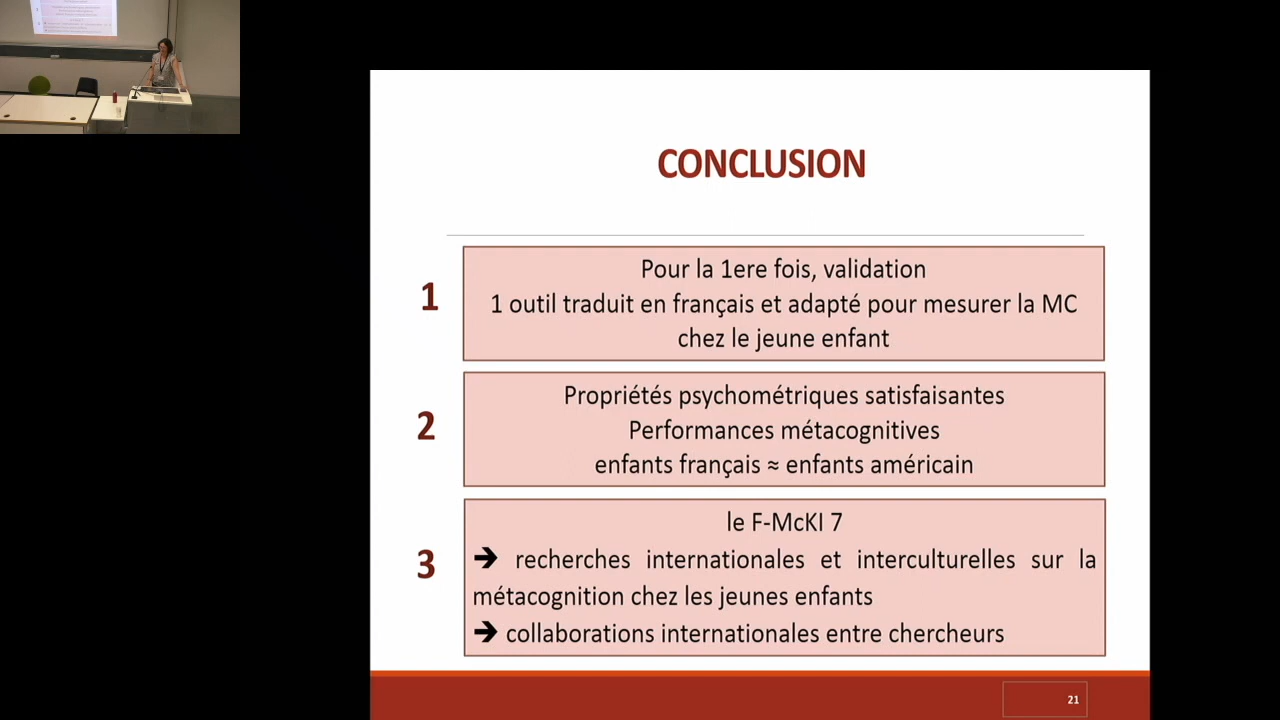 CONCLUSION
1
Pour la 1ere fois, validation
1 outil traduit en français et adapté pour mesurer la MC
chez le jeune enfant
2
Propriétés psychométriques satisfaisantes
Performances métacognitives
enfants français ≈ enfants américain
3
le F-McKI 7
➔ recherches internationales et interculturelles sur la
métacognition chez les jeunes enfants
➔ collaborations internationales entre chercheurs
21